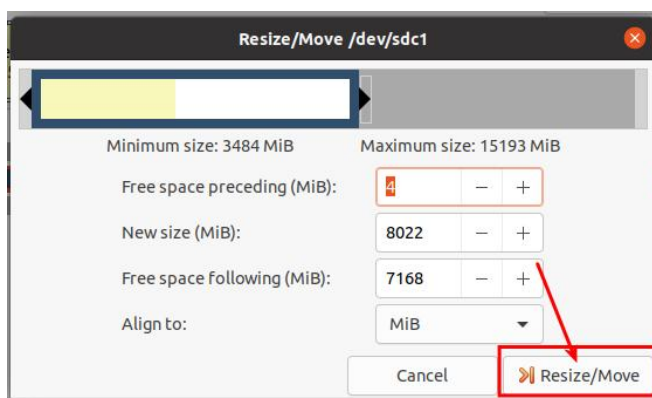 Resize/Move /dev/sdc1
Minimum size: 3484 MiB Maximum size: 15193 MiB
Free space preceding (MiB): 4 − +
New size (MiB): 8022 − +
Free space following (MiB): 7168 − +
Align to: MiB
Cancel Resize/Move